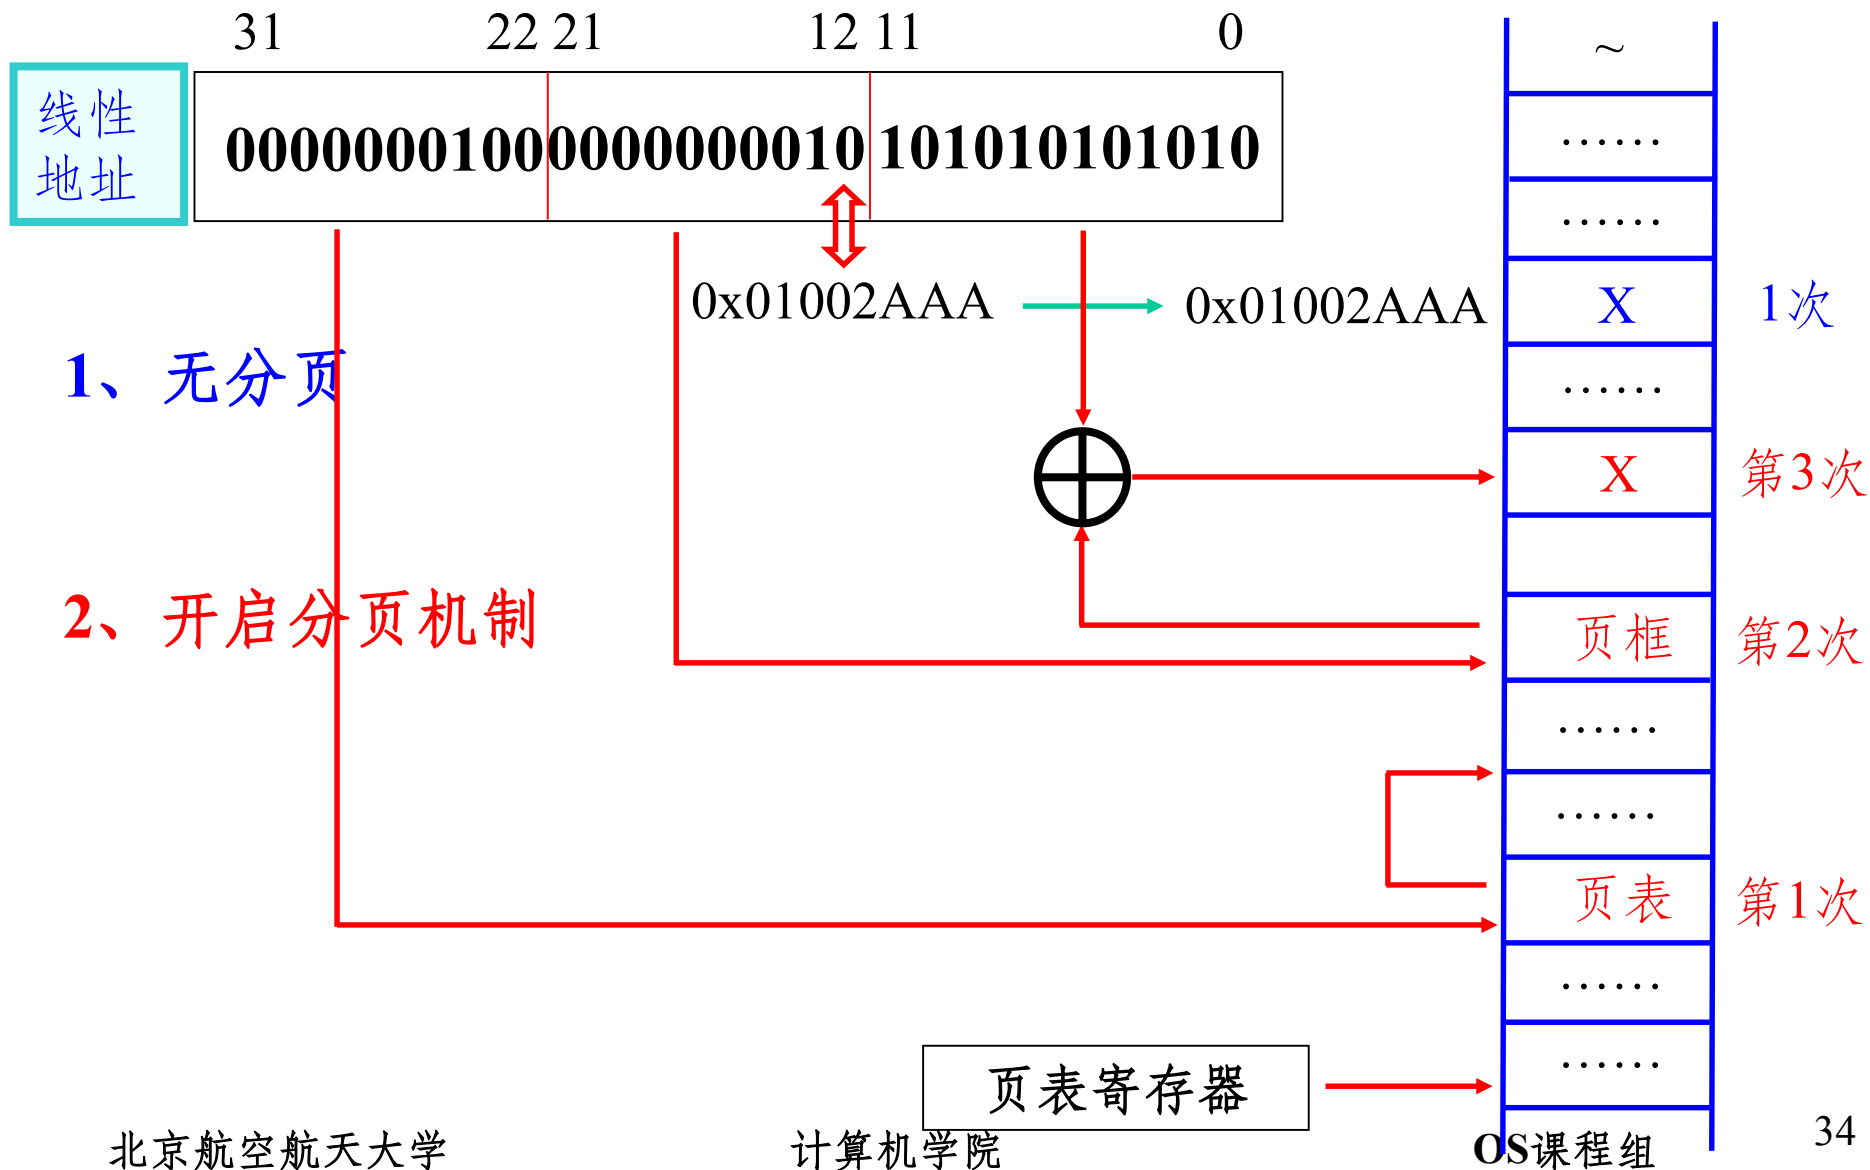 31 22 21 12 11 0
线性
地址
0000000100 0000000010 101010101010
0x01002AAA 0x01002AAA
1、无分页
2、开启分页机制
~
……
……
X 1次
……
X 第3次
页框 第2次
……
……
页表 第1次
……
……
页表寄存器
北京航空航天大学 计算机学院 OS课程组 34